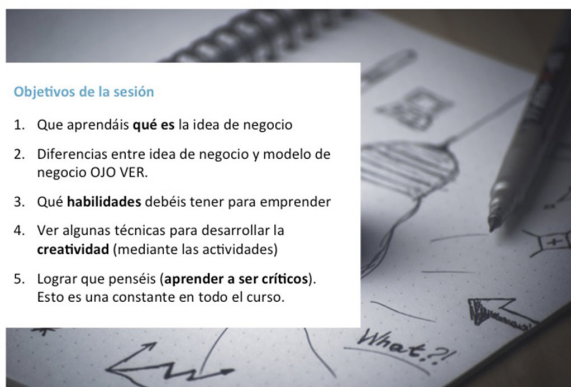 Objetivos de la sesión
1. Que aprendáis qué es la idea de negocio
2. Diferencias entre idea de negocio y modelo de
negocio OJO VER.
3. Qué habilidades debéis tener para emprender
4. Ver algunas técnicas para desarrollar la
creatividad (mediante las actividades)
5. Lograr que penséis (aprender a ser críticos).
Esto es una constante en todo el curso.
What?!